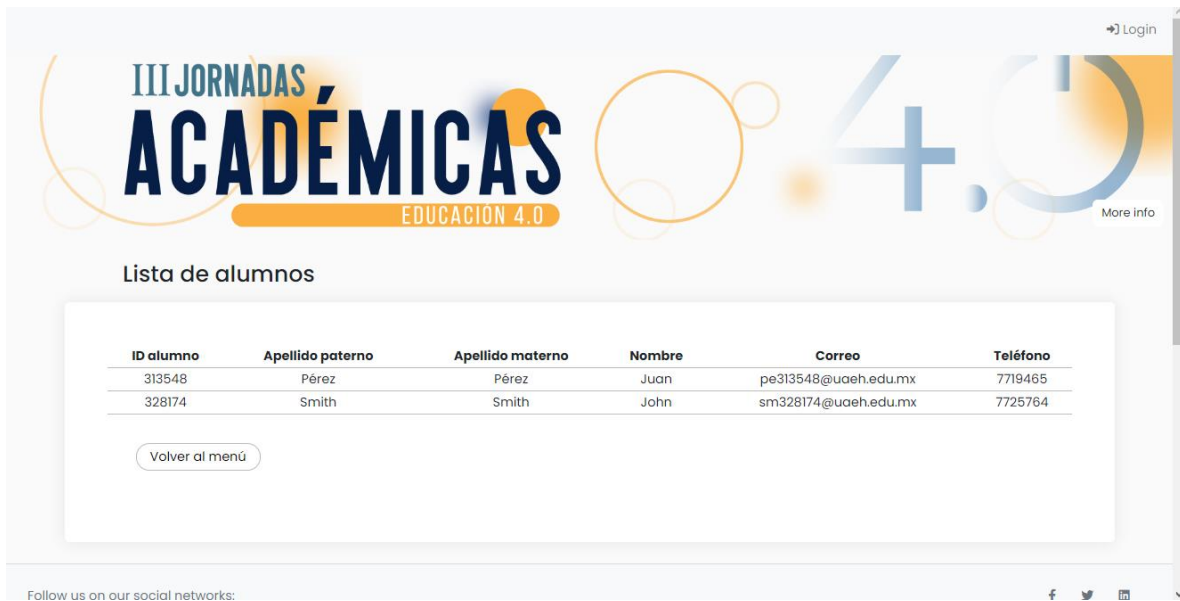 Login
III JORNADAS
ACADÉMICAS
EDUCACIÓN 4.0
4.0
More info
Lista de alumnos
ID alumno Apellido paterno Apellido materno Nombre Correo Teléfono
313548 Pérez Pérez Juan pe313548@uaeh.edu.mx 7719465
328174 Smith Smith John sm328174@uaeh.edu.mx 7725764
Volver al menú
Follow us on our social networks: